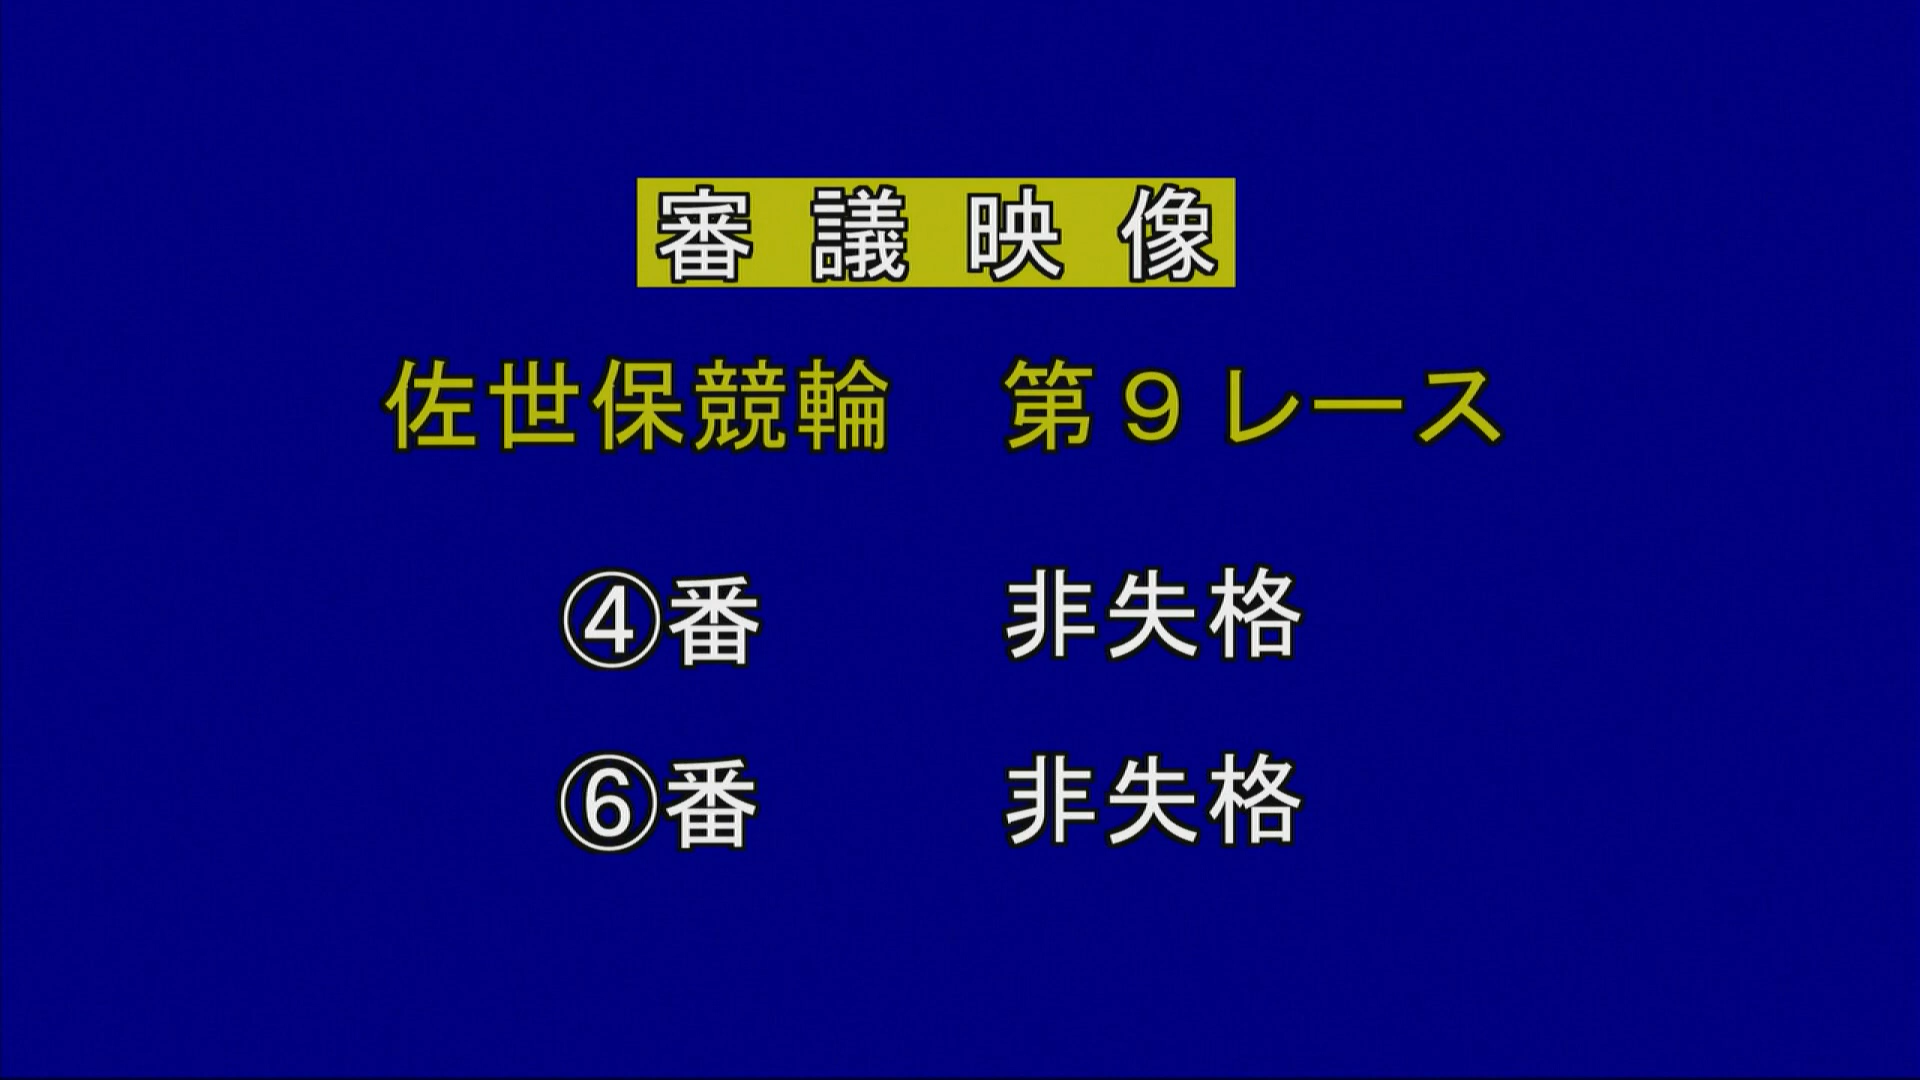 審議映像
佐世保競輪　第９レース
④番　非失格
⑥番　非失格